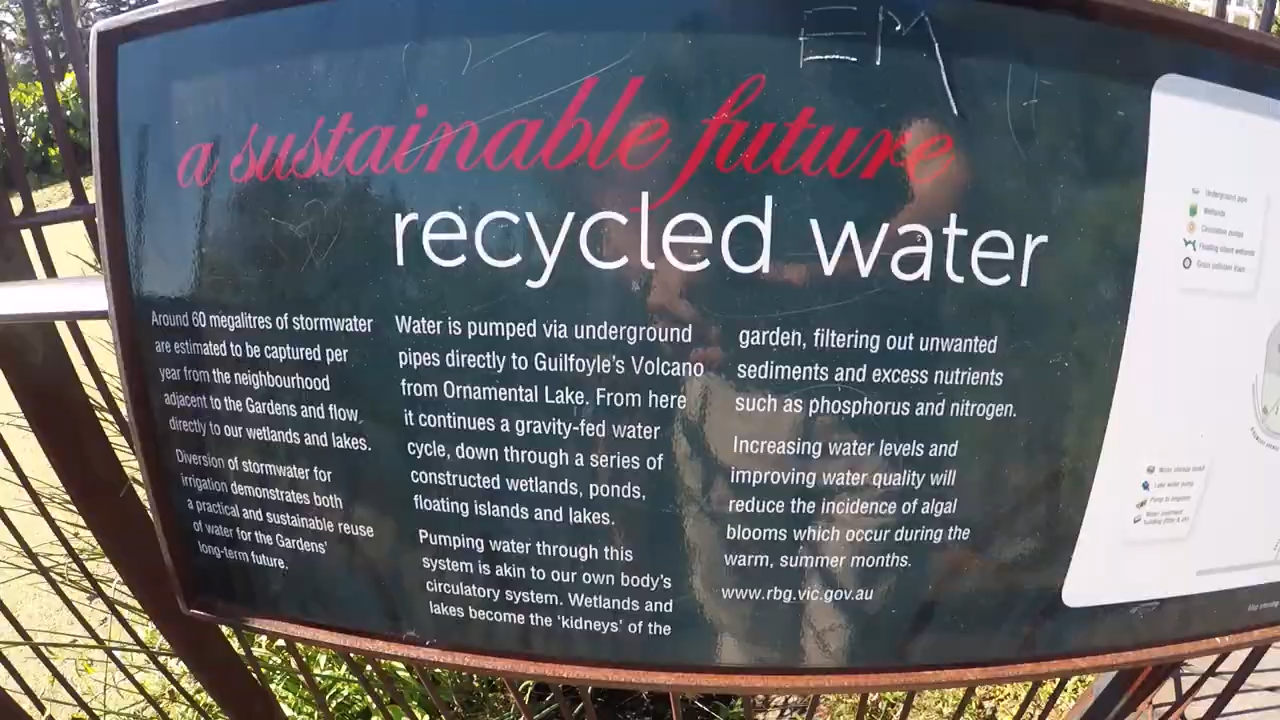 EM
a sustainable future
recycled water
Around 60 megalitres of stormwater
are estimated to be captured per
year from the neighbourhood
adjacent to the Gardens and flow
directly to our wetlands and lakes.
Diversion of stormwater for
irrigation demonstrates both
a practical and sustainable reuse
of water for the Gardens'
long-term future.
Water is pumped via underground
pipes directly to Guilfoyle's Volcano
from Ornamental Lake. From here
it continues a gravity-fed water
cycle, down through a series of
constructed wetlands, ponds,
floating islands and lakes.
Pumping water through this
system is akin to our own body's
circulatory system. Wetlands and
lakes become the 'kidneys' of the
garden, filtering out unwanted
sediments and excess nutrients
such as phosphorus and nitrogen.
Increasing water levels and
improving water quality will
reduce the incidence of algal
blooms which occur during the
warm, summer months.
www.rbg.vic.gov.au
Underground pipe
Wetlands
Circulation pumps
Floating island wetlands
Gross pollutant traps
Lake water pump
Pump to irrigation